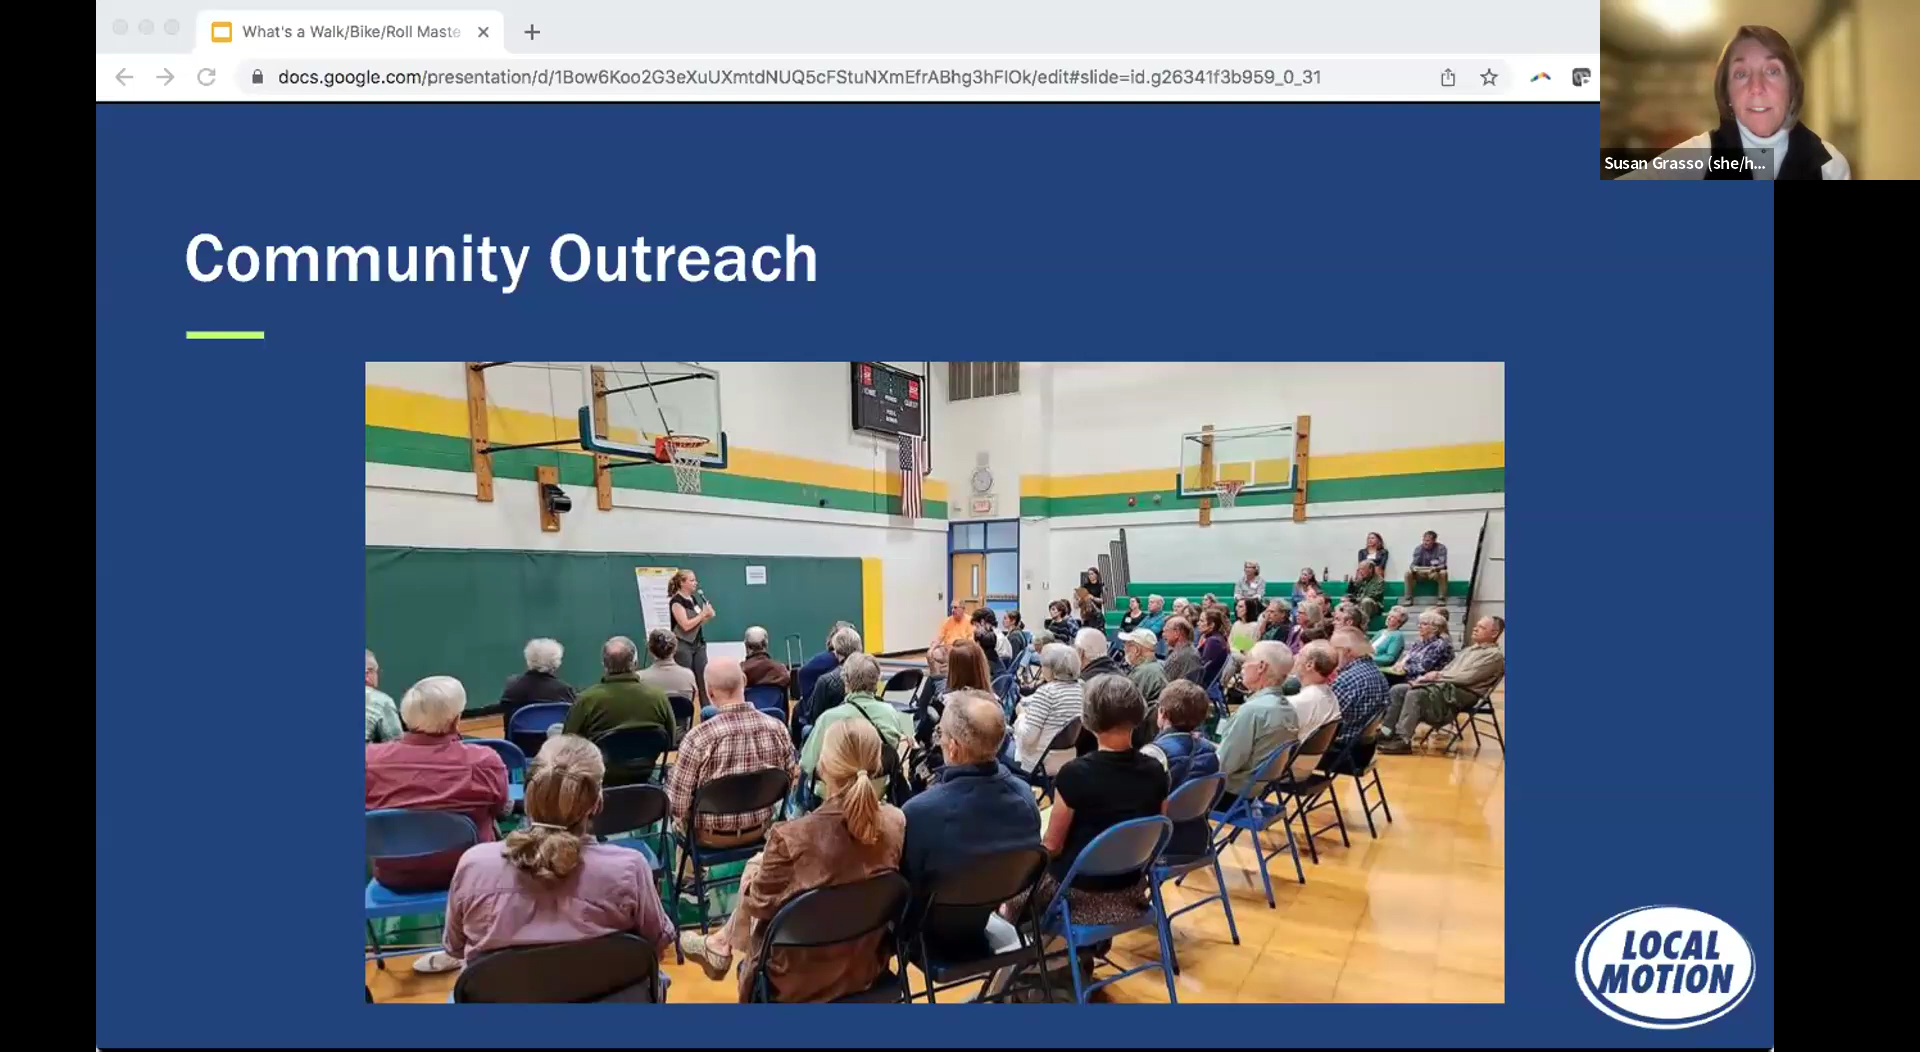 What's a Walk/Bike/Roll Maste
docs.google.com/presentation/d/1Bow6Koo2G3eXuUXmtdNUQ5cFStuNXmEfrABhg3hFlOk/edit#slide=id.g26341f3b959_0_31
Susan Grasso (she/h...
Community Outreach
LOCAL
MOTION